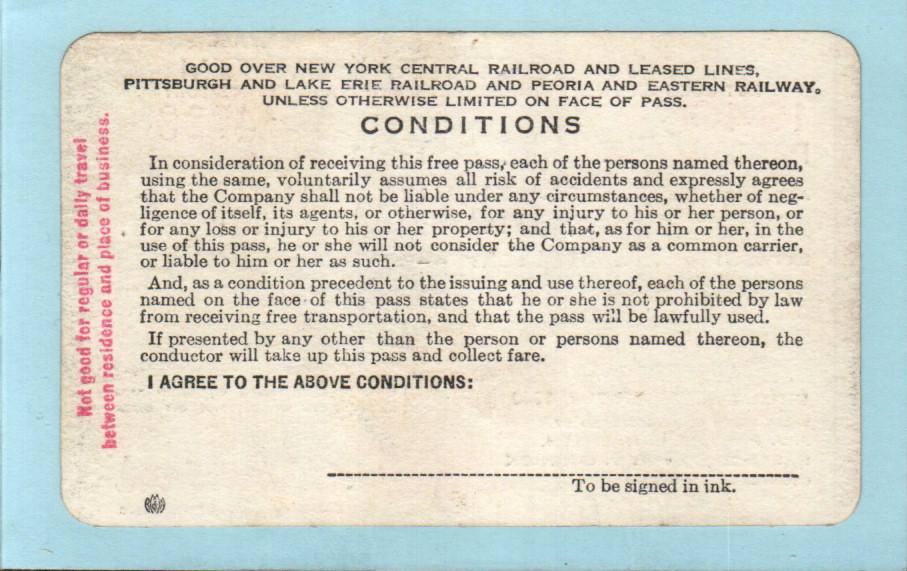 GOOD OVER NEW YORK CENTRAL RAILROAD AND LEASED LINES,
PITTSBURGH AND LAKE ERIE RAILROAD AND PEORIA AND EASTERN RAILWAY,
UNLESS OTHERWISE LIMITED ON FACE OF PASS.
CONDITIONS
In consideration of receiving this free pass, each of the persons named thereon,
using the same, voluntarily assumes all risk of accidents and expressly agrees
that the Company shall not be liable under any circumstances, whether of neg-
ligence of itself, its agents, or otherwise, for any injury to his or her person, or
for any loss or injury to his or her property; and that, as for him or her, in the
use of this pass, he or she will not consider the Company as a common carrier,
or liable to him or her as such.
And, as a condition precedent to the issuing and use thereof, each of the persons
named on the face of this pass states that he or she is not prohibited by law
from receiving free transportation, and that the pass will be lawfully used.
If presented by any other than the person or persons named thereon, the
conductor will take up this pass and collect fare.
I AGREE TO THE ABOVE CONDITIONS:
To be signed in ink.
Not good for regular or daily travel
between residence and place of business.